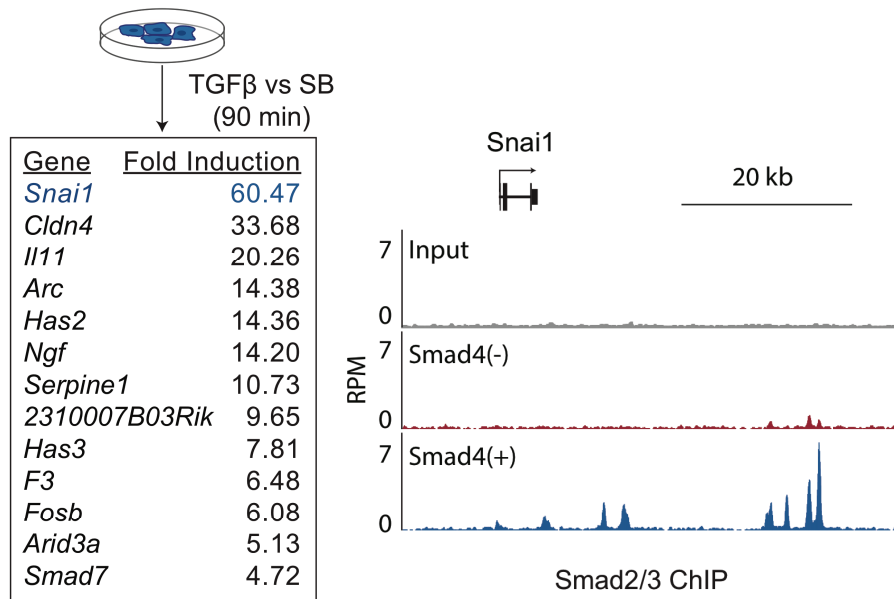 TGFβ vs SB
(90 min)
Gene Fold Induction
Snai1 60.47
Cldn4 33.68
Il11 20.26
Arc 14.38
Has2 14.36
Ngf 14.20
Serpine1 10.73
2310007B03Rik 9.65
Has3 7.81
F3 6.48
Fosb 6.08
Arid3a 5.13
Smad7 4.72
Snai1
20 kb
RPM
7
Input
0
7
Smad4(-)
0
7
Smad4(+)
0
Smad2/3 ChIP